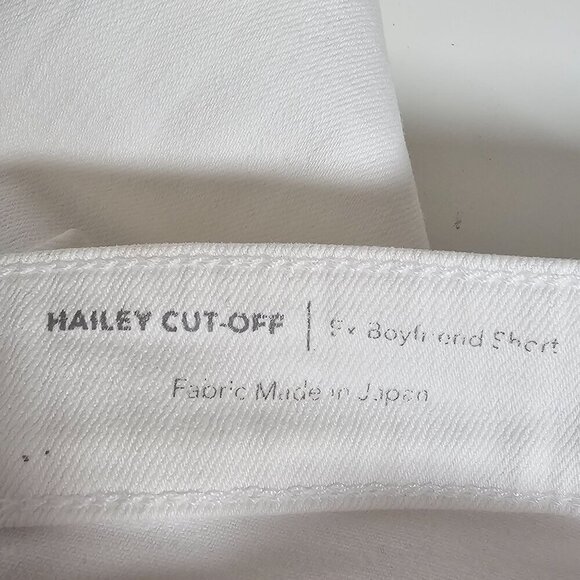 HAILEY CUT-OFF | Ex Boyfriend Short
Fabric Made in Japan